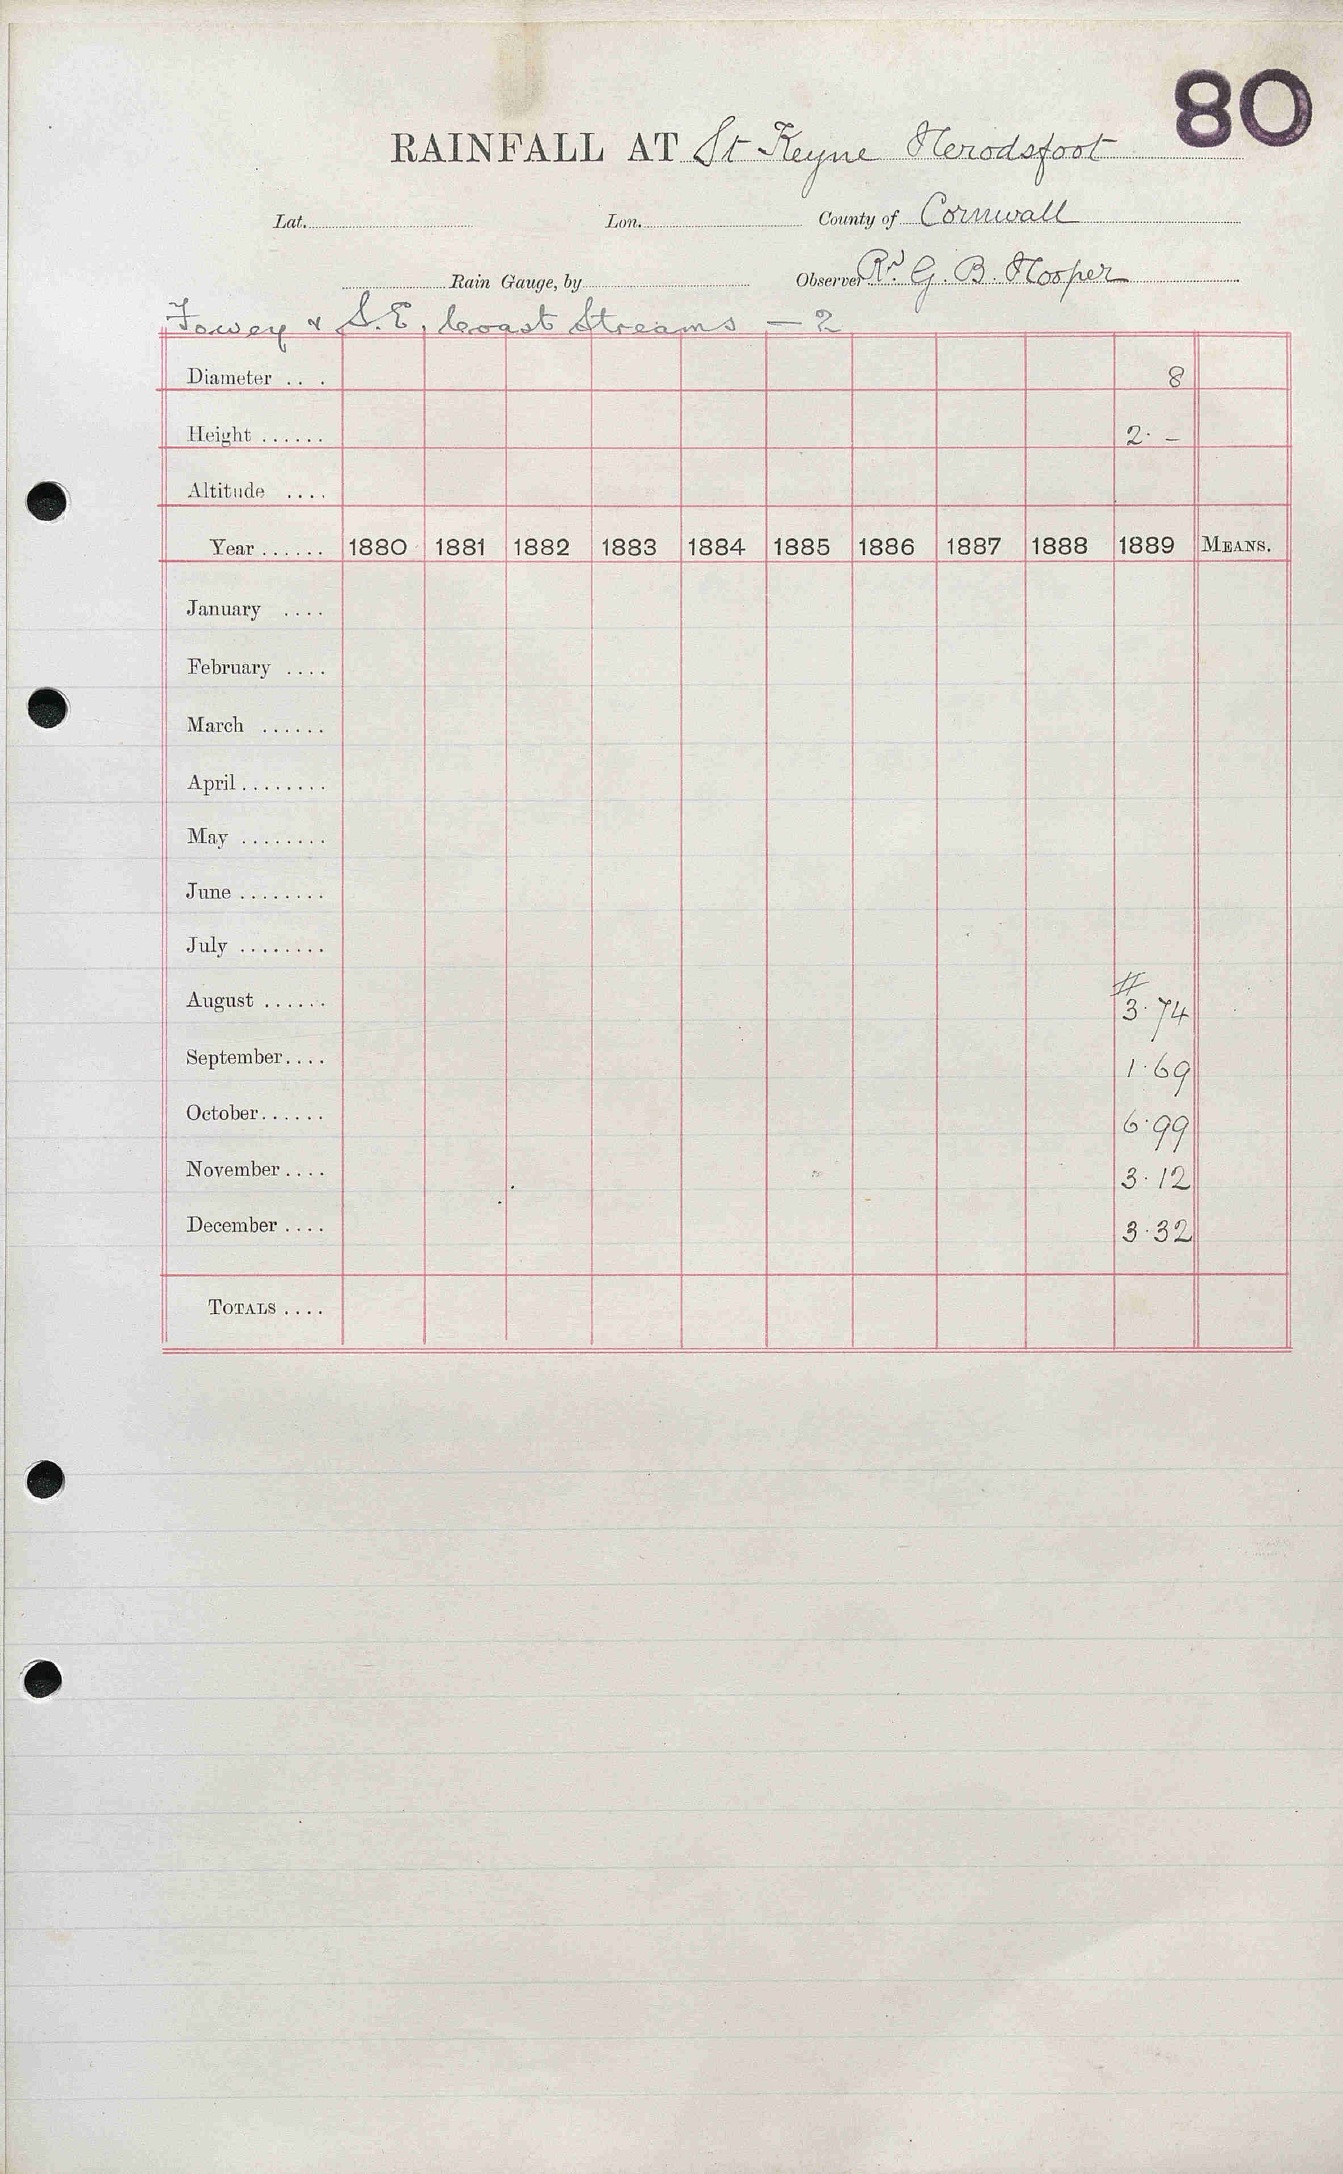 80
RAINFALL AT St Keyne Herodsfoot
Lat. Lon. County of Cornwall
Rain Gauge, by Observer Rd. G. B. Hooper
Fowey & S.E. Coast Streams — 2
Diameter . . . 8
Height . . . . . . 2. –
Altitude . . . .
Year . . . . . . 1880 1881 1882 1883 1884 1885 1886 1887 1888 1889 MEANS.
January . . . .
February . . . .
March . . . . . .
April . . . . . . . .
May . . . . . . . .
June . . . . . . . .
July . . . . . . . .
#
August . . . . . . 3.74
September . . . . 1.69
October . . . . . . 6.99
November . . . . 3.12
December . . . . 3.32
TOTALS . . . .